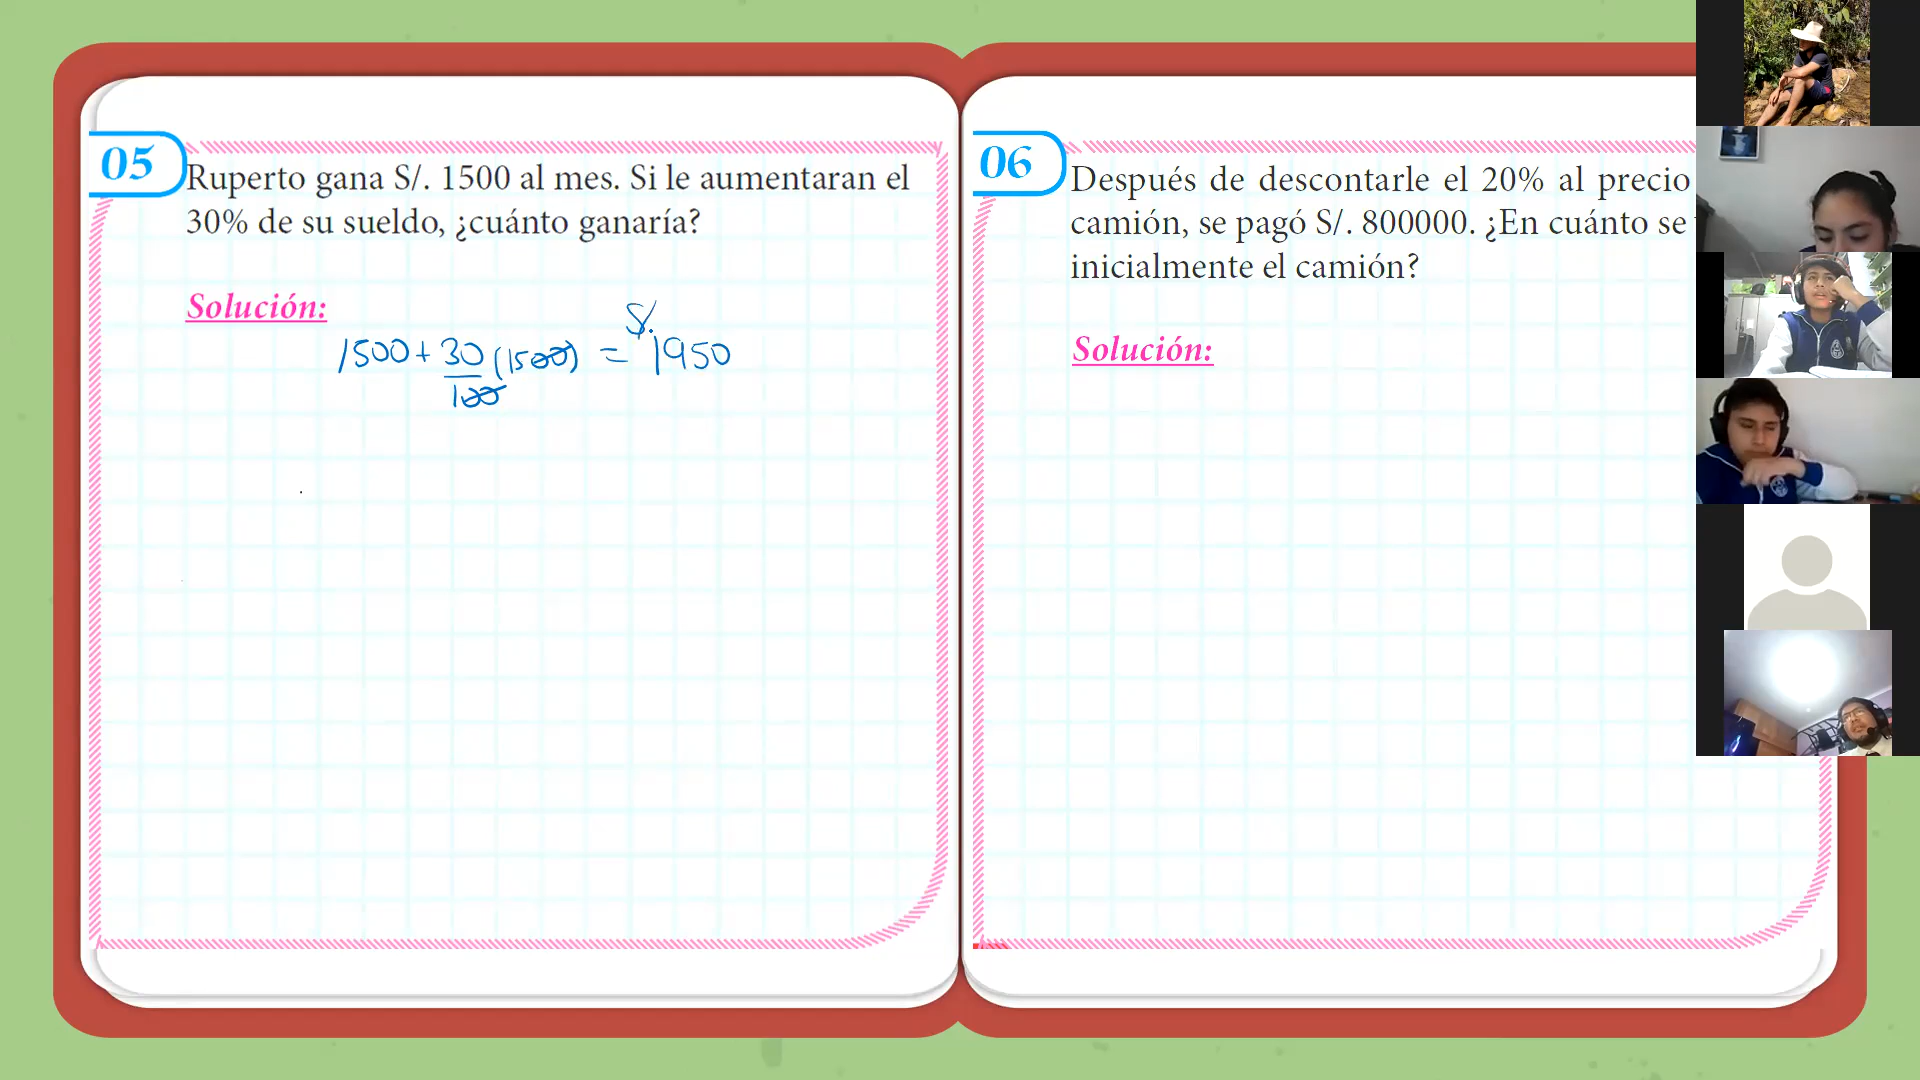 05
Ruperto gana S/. 1500 al mes. Si le aumentaran el
30% de su sueldo, ¿cuánto ganaría?
Solución:
S/.
1500 + 30 (1500) = 1950
100
06
Después de descontarle el 20% al precio
camión, se pagó S/. 800000. ¿En cuánto se
inicialmente el camión?
Solución: